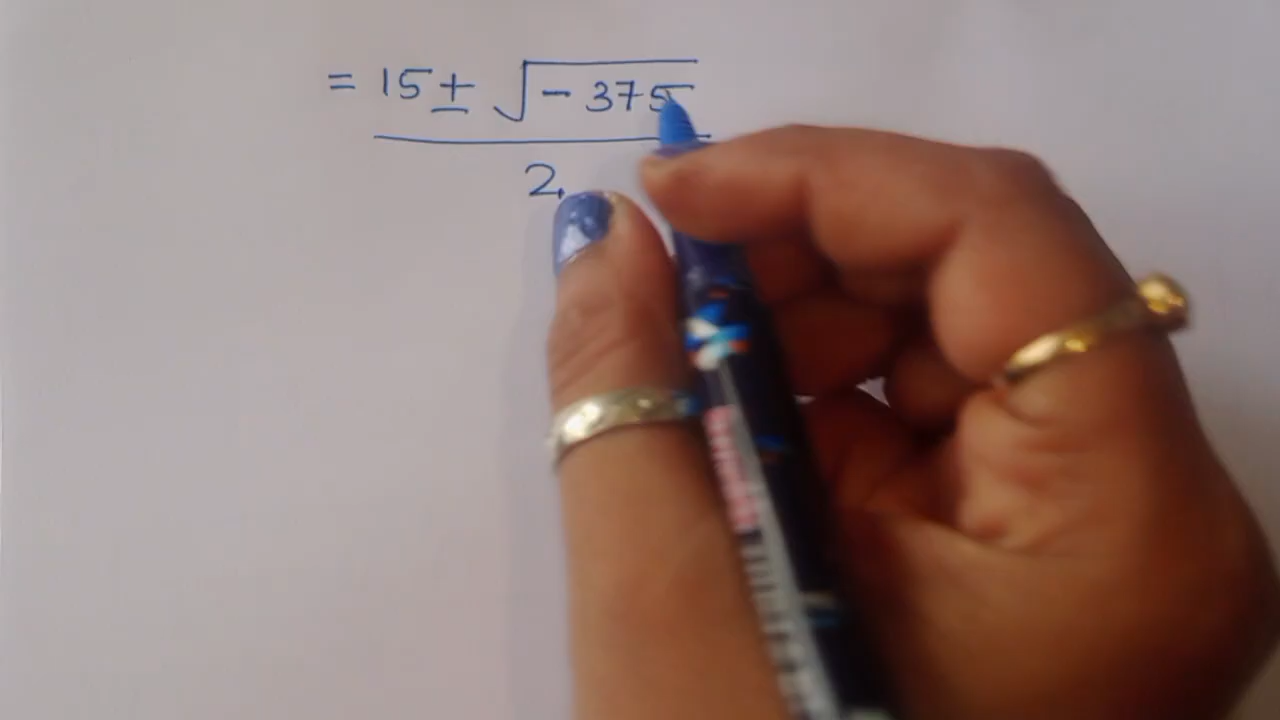 = 15 ± √-375
2